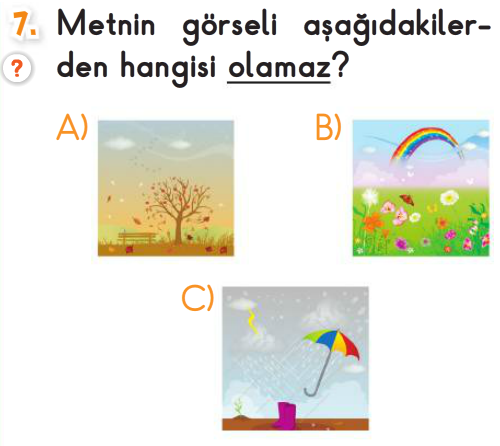 7. Metnin görseli aşağıdakiler-
? den hangisi olamaz?
A)
B)
C)